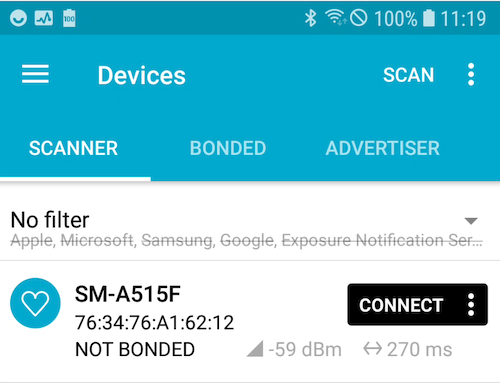 100% 11:19
Devices SCAN
SCANNER BONDED ADVERTISER
No filter
Apple, Microsoft, Samsung, Google, Exposure Notification Ser...
SM-A515F
CONNECT
76:34:76:A1:62:12
NOT BONDED -59 dBm 270 ms